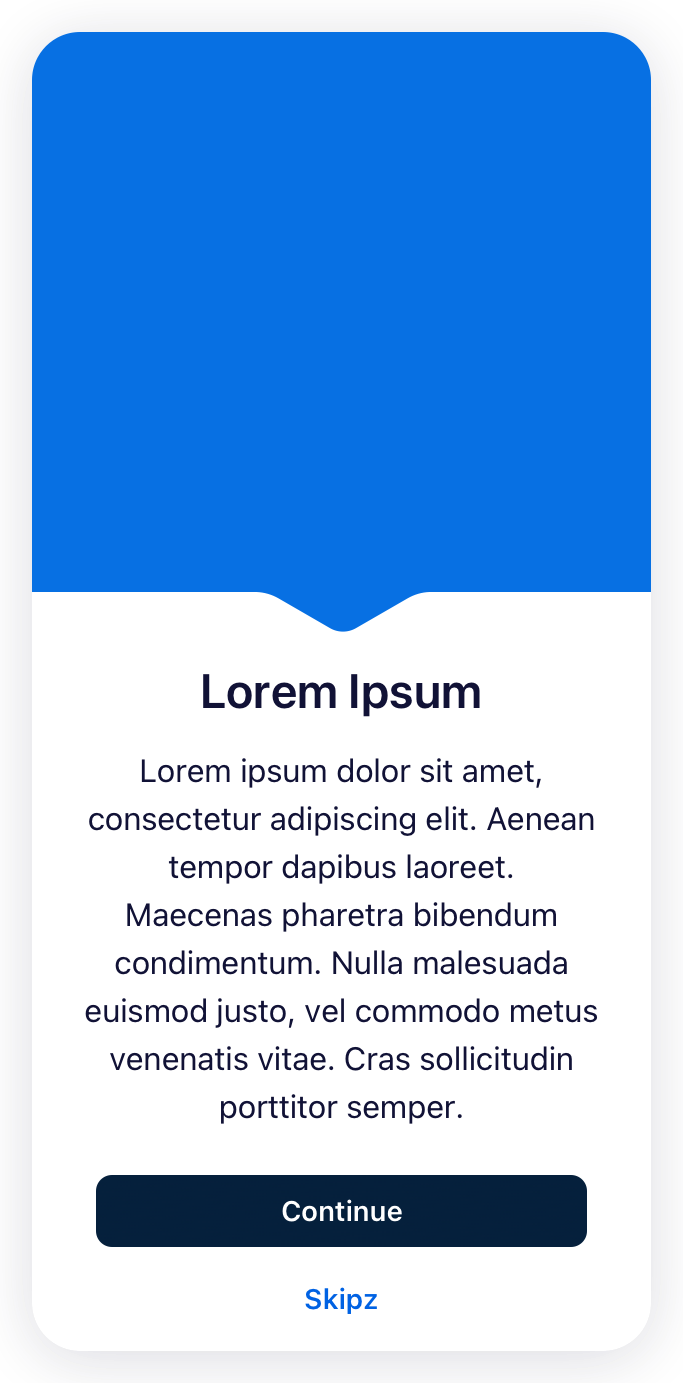 Lorem Ipsum
Lorem ipsum dolor sit amet,
consectetur adipiscing elit. Aenean
tempor dapibus laoreet.
Maecenas pharetra bibendum
condimentum. Nulla malesuada
euismod justo, vel commodo metus
venenatis vitae. Cras sollicitudin
porttitor semper.
Continue
Skipz